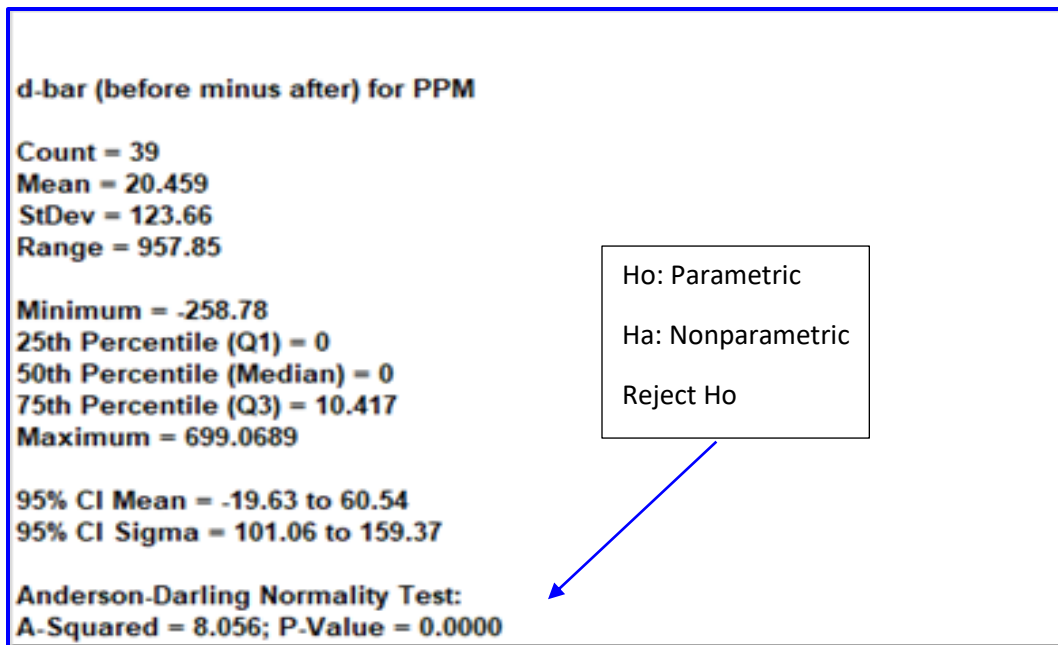 d-bar (before minus after) for PPM
Count = 39
Mean = 20.459
StDev = 123.66
Range = 957.85
Minimum = -258.78
25th Percentile (Q1) = 0
50th Percentile (Median) = 0
75th Percentile (Q3) = 10.417
Maximum = 699.0689
95% CI Mean = -19.63 to 60.54
95% CI Sigma = 101.06 to 159.37
Anderson-Darling Normality Test:
A-Squared = 8.056; P-Value = 0.0000
Ho: Parametric
Ha: Nonparametric
Reject Ho